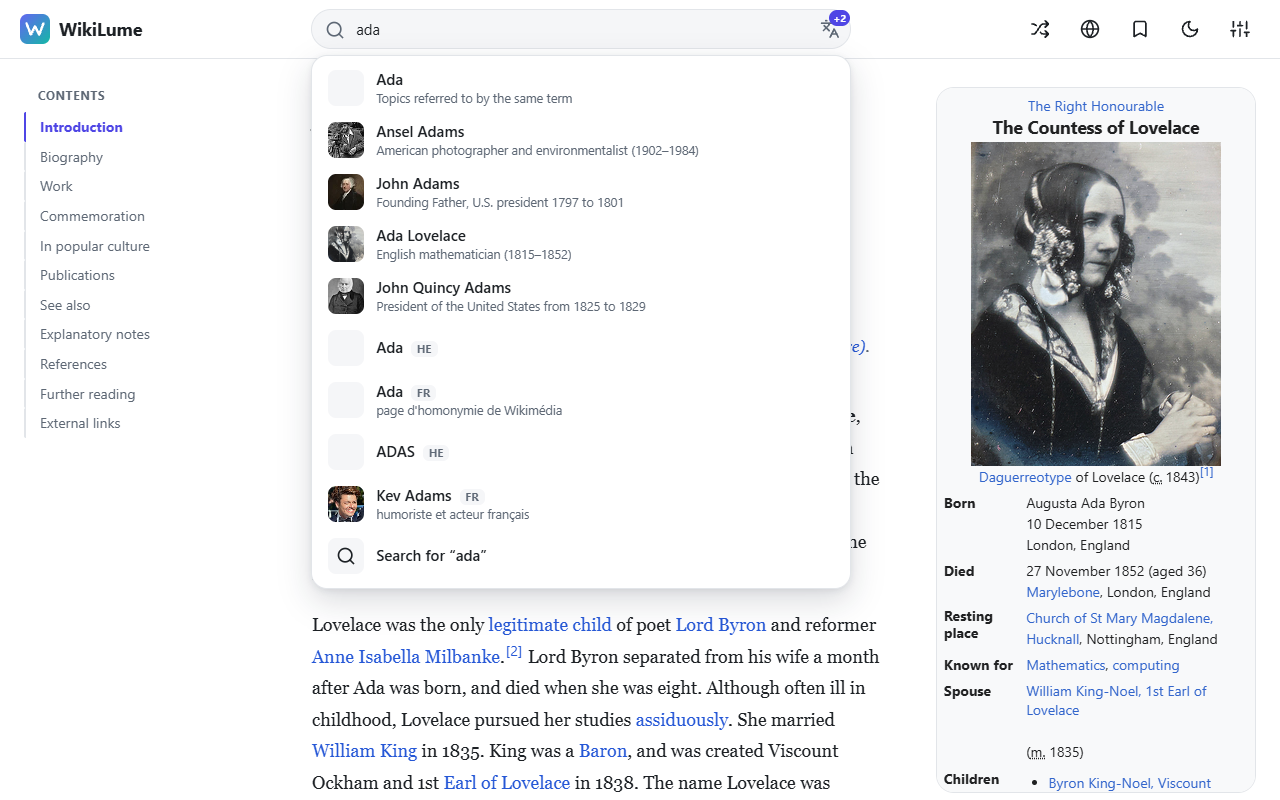 WikiLume
ada
+2
CONTENTS
Introduction
Biography
Work
Commemoration
In popular culture
Publications
See also
Explanatory notes
References
Further reading
External links
Ada
Topics referred to by the same term
Ansel Adams
American photographer and environmentalist (1902–1984)
John Adams
Founding Father, U.S. president 1797 to 1801
Ada Lovelace
English mathematician (1815–1852)
John Quincy Adams
President of the United States from 1825 to 1829
Ada HE
Ada FR
page d'homonymie de Wikimédia
ADAS HE
Kev Adams FR
humoriste et acteur français
Search for “ada”
the
Lovelace was the only legitimate child of poet Lord Byron and reformer
Anne Isabella Milbanke.[2] Lord Byron separated from his wife a month
after Ada was born, and died when she was eight. Although often ill in
childhood, Lovelace pursued her studies assiduously. She married
William King in 1835. King was a Baron, and was created Viscount
Ockham and 1st Earl of Lovelace in 1838. The name Lovelace was
The Right Honourable
The Countess of Lovelace
Daguerreotype of Lovelace (c. 1843)[1]
Born Augusta Ada Byron
10 December 1815
London, England
Died 27 November 1852 (aged 36)
Marylebone, London, England
Resting place Church of St Mary Magdalene,
Hucknall, Nottingham, England
Known for Mathematics, computing
Spouse William King-Noel, 1st Earl of
Lovelace
(m. 1835)
Children • Byron King-Noel, Viscount